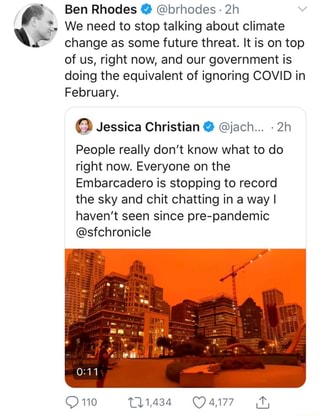 Ben Rhodes @brhodes · 2h
We need to stop talking about climate
change as some future threat. It is on top
of us, right now, and our government is
doing the equivalent of ignoring COVID in
February.
Jessica Christian @jach... · 2h
People really don't know what to do
right now. Everyone on the
Embarcadero is stopping to record
the sky and chit chatting in a way I
haven't seen since pre-pandemic
@sfchronicle
0:11
110 1,434 4,177